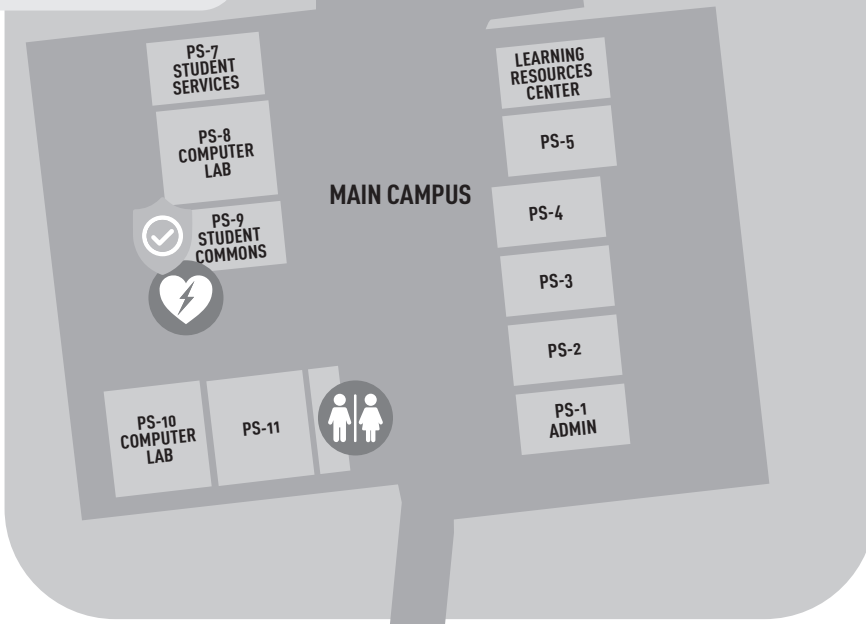 PS-7
STUDENT
SERVICES
PS-8
COMPUTER
LAB
PS-9
STUDENT
COMMONS
MAIN CAMPUS
LEARNING
RESOURCES
CENTER
PS-5
PS-4
PS-3
PS-2
PS-1
ADMIN
PS-10
COMPUTER
LAB
PS-11